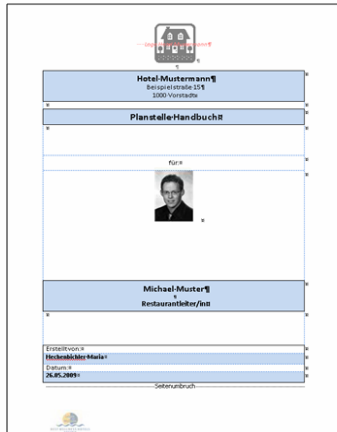 Hotel·Mustermann¶
Beispielstraße·15¶
1000·Vorstadt¤
Planstelle·Handbuch¤
für:¤
Michael·Muster¶
¶
Restaurantleiter/in¤
Erstellt·von:¤
Hechenbichler·Maria¤
Datum:¤
26.05.2009¤
Seitenumbruch